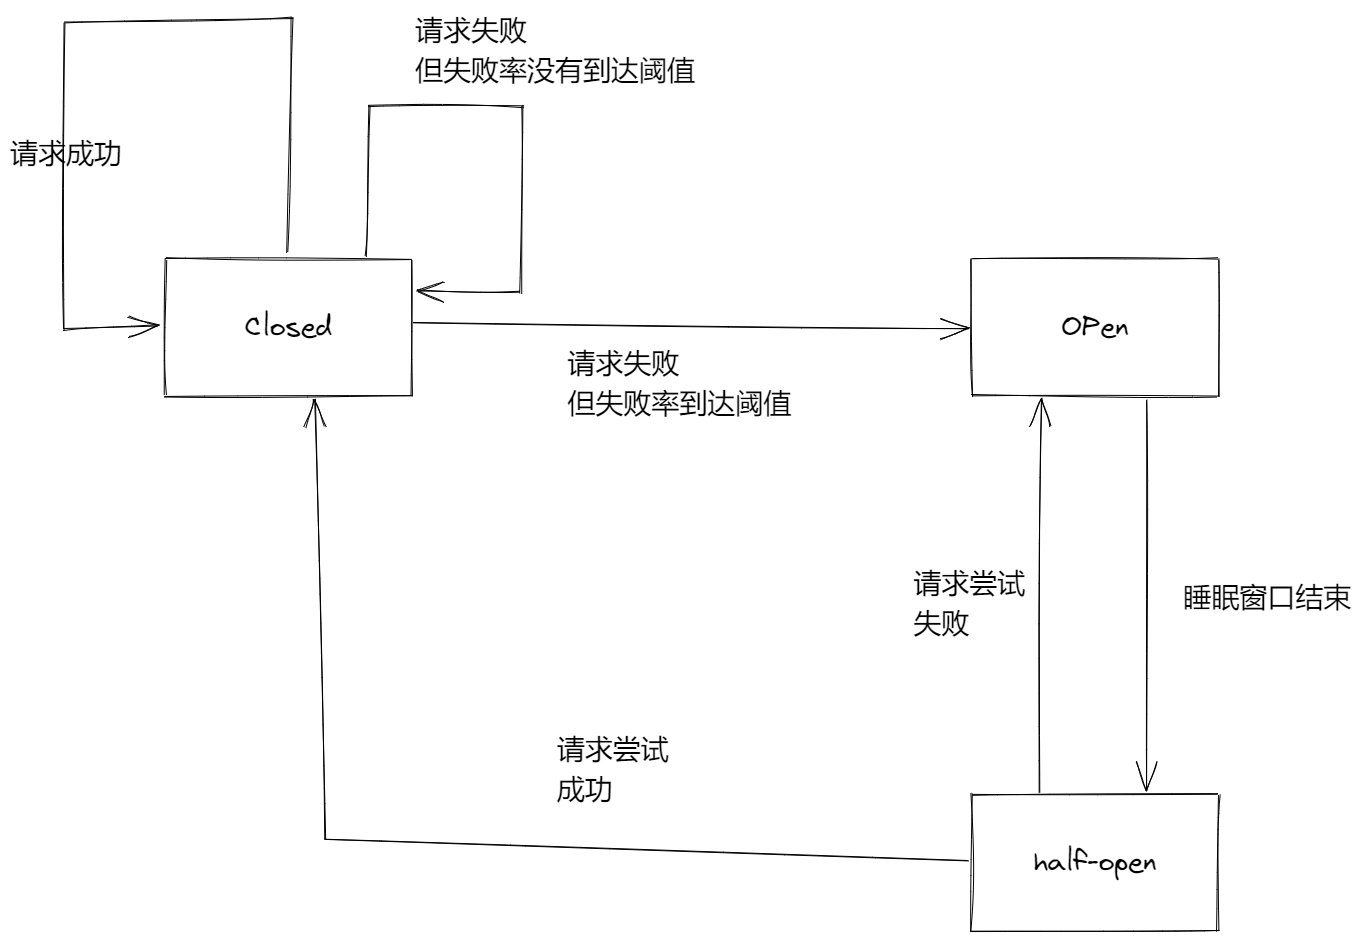 请求失败
但失败率没有到达阈值
请求成功
Closed
OPen
请求失败
但失败率到达阈值
请求尝试
失败
睡眠窗口结束
请求尝试
成功
half-open